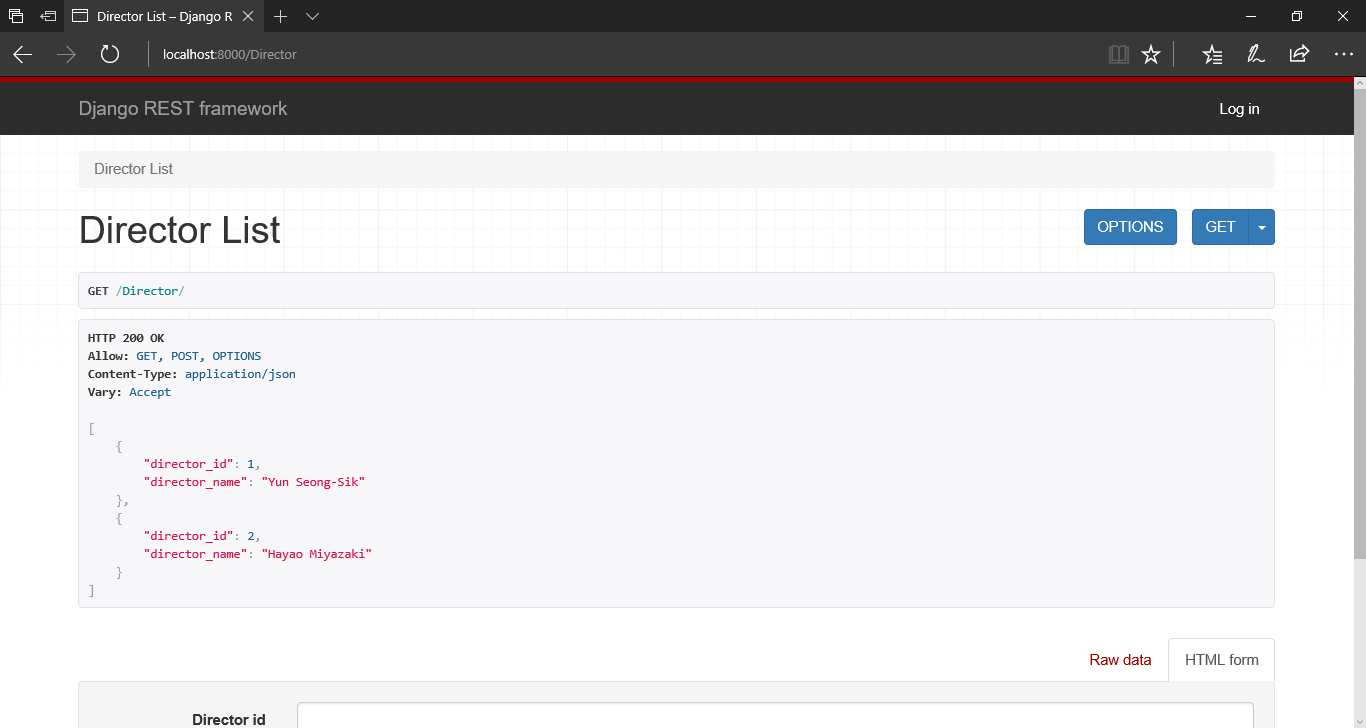 Director List – Django R
localhost:8000/Director
Django REST framework
Log in
Director List
Director List
OPTIONS
GET
GET /Director/
HTTP 200 OK
Allow: GET, POST, OPTIONS
Content-Type: application/json
Vary: Accept
[
{
"director_id": 1,
"director_name": "Yun Seong-Sik"
},
{
"director_id": 2,
"director_name": "Hayao Miyazaki"
}
]
Raw data
HTML form
Director id